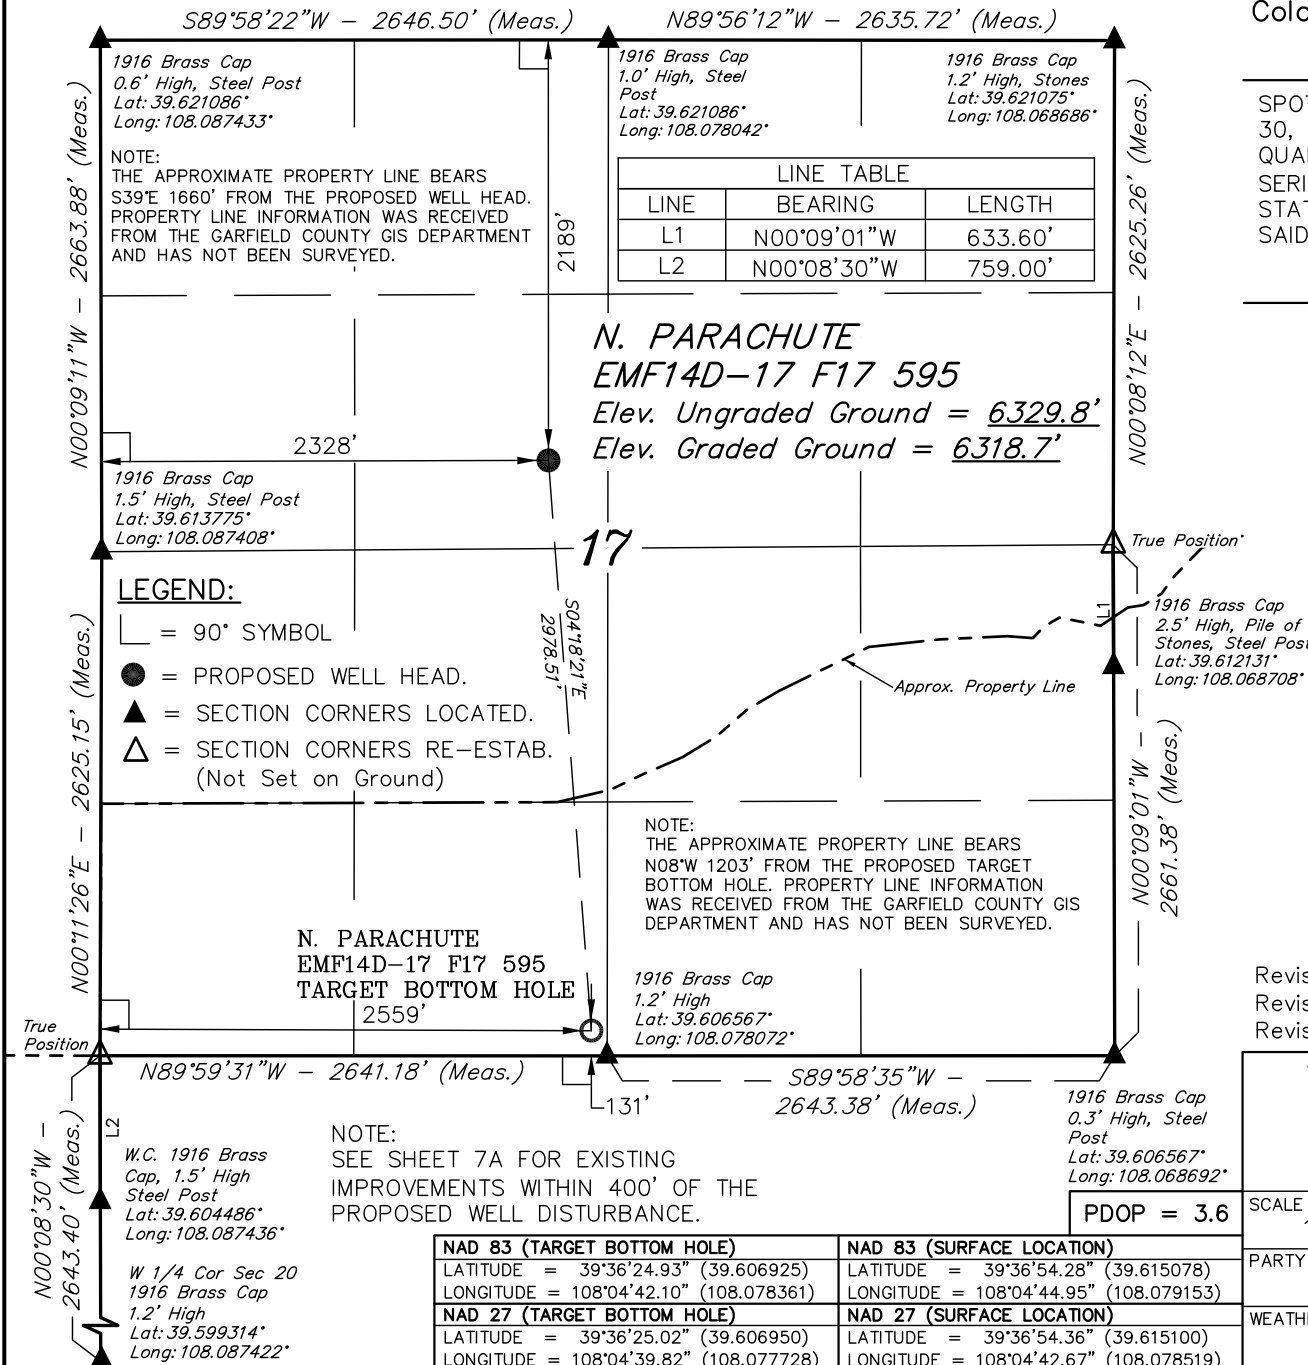 S89°58'22"W - 2646.50' (Meas.)
N89°56'12"W - 2635.72' (Meas.)
Colo
1916 Brass Cap
0.6' High, Steel Post
Lat: 39.621086°
Long: 108.087433°
1916 Brass Cap
1.0' High, Steel
Post
Lat: 39.621086°
Long: 108.078042°
1916 Brass Cap
1.2' High, Stones
Lat: 39.621075°
Long: 108.068686°
SPOT
30,
QUA
SERI
STAT
SAID
NOTE:
THE APPROXIMATE PROPERTY LINE BEARS
S39°E 1660' FROM THE PROPOSED WELL HEAD.
PROPERTY LINE INFORMATION WAS RECEIVED
FROM THE GARFIELD COUNTY GIS DEPARTMENT
AND HAS NOT BEEN SURVEYED.
2189'
LINE TABLE
LINE BEARING LENGTH
L1 N00°09'01"W 633.60'
L2 N00°08'30"W 759.00'
N00°09'11"W - 2663.88' (Meas.)
N00°08'12"E - 2625.26' (Meas.)
N. PARACHUTE
EMF14D-17 F17 595
Elev. Ungraded Ground = 6329.8'
Elev. Graded Ground = 6318.7'
2328'
1916 Brass Cap
1.5' High, Steel Post
Lat: 39.613775°
Long: 108.087408°
17
True Position
LEGEND:
= 90° SYMBOL
= PROPOSED WELL HEAD.
= SECTION CORNERS LOCATED.
= SECTION CORNERS RE-ESTAB.
(Not Set on Ground)
S04°18'21"E
2978.51'
L1
1916 Brass Cap
2.5' High, Pile of
Stones, Steel Post
Lat: 39.612131°
Long: 108.068708°
Approx. Property Line
N00°11'26"E - 2625.15' (Meas.)
N00°09'01"W -
2661.38' (Meas.)
NOTE:
THE APPROXIMATE PROPERTY LINE BEARS
N08°W 1203' FROM THE PROPOSED TARGET
BOTTOM HOLE. PROPERTY LINE INFORMATION
WAS RECEIVED FROM THE GARFIELD COUNTY GIS
DEPARTMENT AND HAS NOT BEEN SURVEYED.
N. PARACHUTE
EMF14D-17 F17 595
TARGET BOTTOM HOLE
2559'
1916 Brass Cap
1.2' High
Lat: 39.606567°
Long: 108.078072°
Revis
Revis
Revis
True
Position
N89°59'31"W - 2641.18' (Meas.)
S89°58'35"W -
2643.38' (Meas.)
131'
1916 Brass Cap
0.3' High, Steel
Post
Lat: 39.606567°
Long: 108.068692°
L2
N00°08'30"W -
2643.40' (Meas.)
W.C. 1916 Brass
Cap, 1.5' High
Steel Post
Lat: 39.604486°
Long: 108.087436°
NOTE:
SEE SHEET 7A FOR EXISTING
IMPROVEMENTS WITHIN 400' OF THE
PROPOSED WELL DISTURBANCE.
PDOP = 3.6
SCALE
PARTY
WEATH
W 1/4 Cor Sec 20
1916 Brass Cap
1.2' High
Lat: 39.599314°
Long: 108.087422°
NAD 83 (TARGET BOTTOM HOLE)
LATITUDE = 39°36'24.93" (39.606925)
LONGITUDE = 108°04'42.10" (108.078361)
NAD 27 (TARGET BOTTOM HOLE)
LATITUDE = 39°36'25.02" (39.606950)
LONGITUDE = 108°04'39.82" (108.077728)
NAD 83 (SURFACE LOCATION)
LATITUDE = 39°36'54.28" (39.615078)
LONGITUDE = 108°04'44.95" (108.079153)
NAD 27 (SURFACE LOCATION)
LATITUDE = 39°36'54.36" (39.615100)
LONGITUDE = 108°04'42.67" (108.078519)